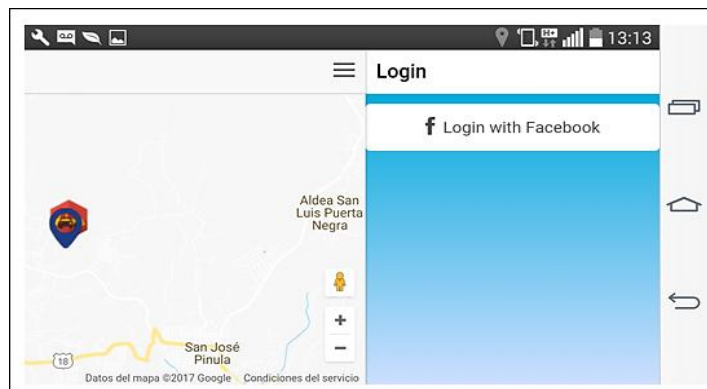 13:13
Login
f Login with Facebook
Aldea San
Luis Puerta
Negra
+
−
San José
Pinula
18
Datos del mapa ©2017 Google Condiciones del servicio